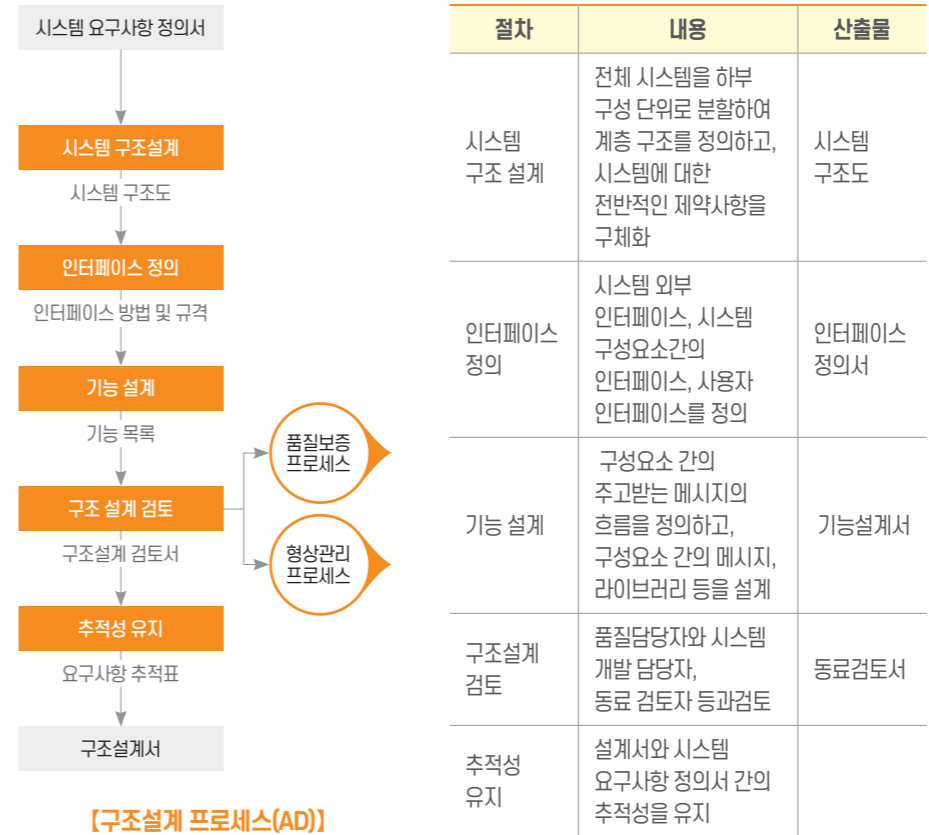 시스템 요구사항 정의서
시스템 구조설계
시스템 구조도
인터페이스 정의
인터페이스 방법 및 규격
기능 설계
기능 목록
구조 설계 검토
구조설계 검토서
추적성 유지
요구사항 추적표
구조설계서
품질보증
프로세스
형상관리
프로세스
【구조설계 프로세스(AD)】
절차
내용
산출물
시스템
구조 설계
전체 시스템을 하부
구성 단위로 분할하여
계층 구조를 정의하고,
시스템에 대한
전반적인 제약사항을
구체화
시스템
구조도
인터페이스
정의
시스템 외부
인터페이스, 시스템
구성요소간의
인터페이스, 사용자
인터페이스를 정의
인터페이스
정의서
기능 설계
구성요소 간의
주고받는 메시지의
흐름을 정의하고,
구성요소 간의 메시지,
라이브러리 등을 설계
기능설계서
구조설계
검토
품질담당자와 시스템
개발 담당자,
동료 검토자 등과검토
동료검토서
추적성
유지
설계서와 시스템
요구사항 정의서 간의
추적성을 유지